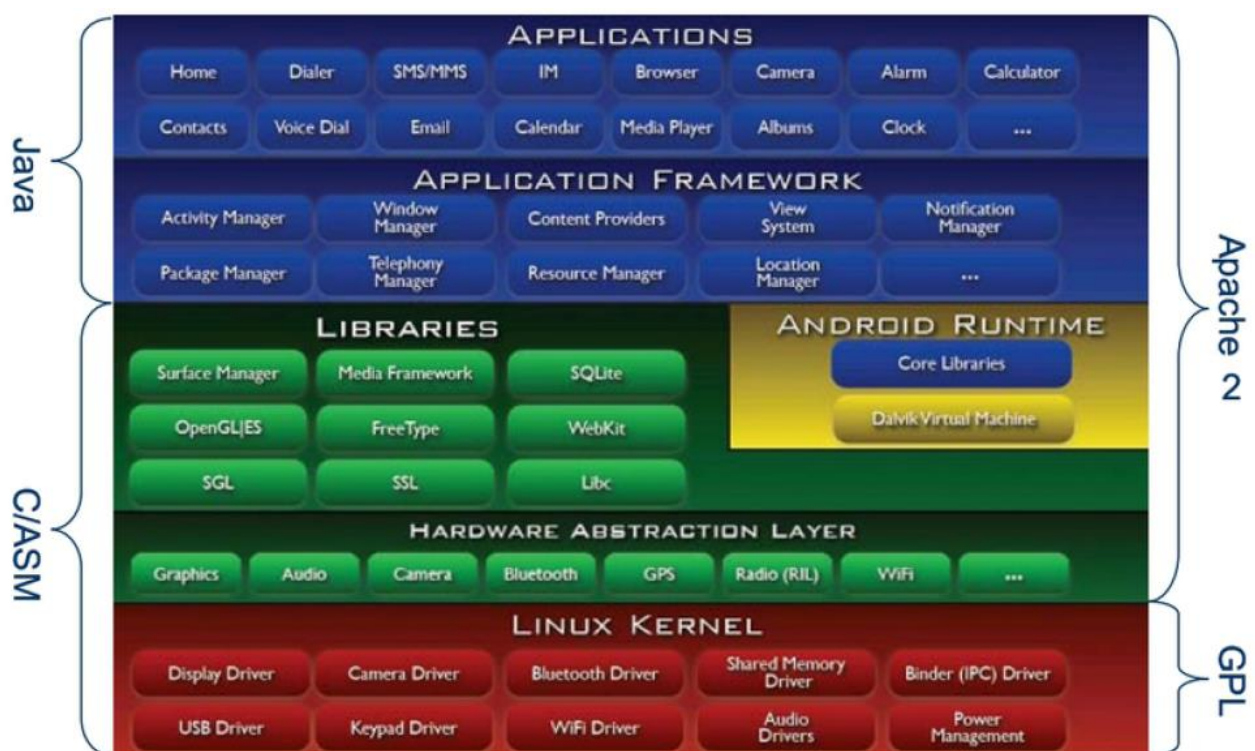 APPLICATIONS
Home Dialer SMS/MMS IM Browser Camera Alarm Calculator
Contacts Voice Dial Email Calendar Media Player Albums Clock ...
APPLICATION FRAMEWORK
Activity Manager Window Manager Content Providers View System Notification Manager
Package Manager Telephony Manager Resource Manager Location Manager ...
Java
LIBRARIES
Surface Manager Media Framework SQLite
OpenGL|ES FreeType WebKit
SGL SSL Libc
ANDROID RUNTIME
Core Libraries
Dalvik Virtual Machine
HARDWARE ABSTRACTION LAYER
Graphics Audio Camera Bluetooth GPS Radio (RIL) WiFi ...
Apache 2
LINUX KERNEL
Display Driver Camera Driver Bluetooth Driver Shared Memory Driver Binder (IPC) Driver
USB Driver Keypad Driver WiFi Driver Audio Drivers Power Management
C/ASM
GPL